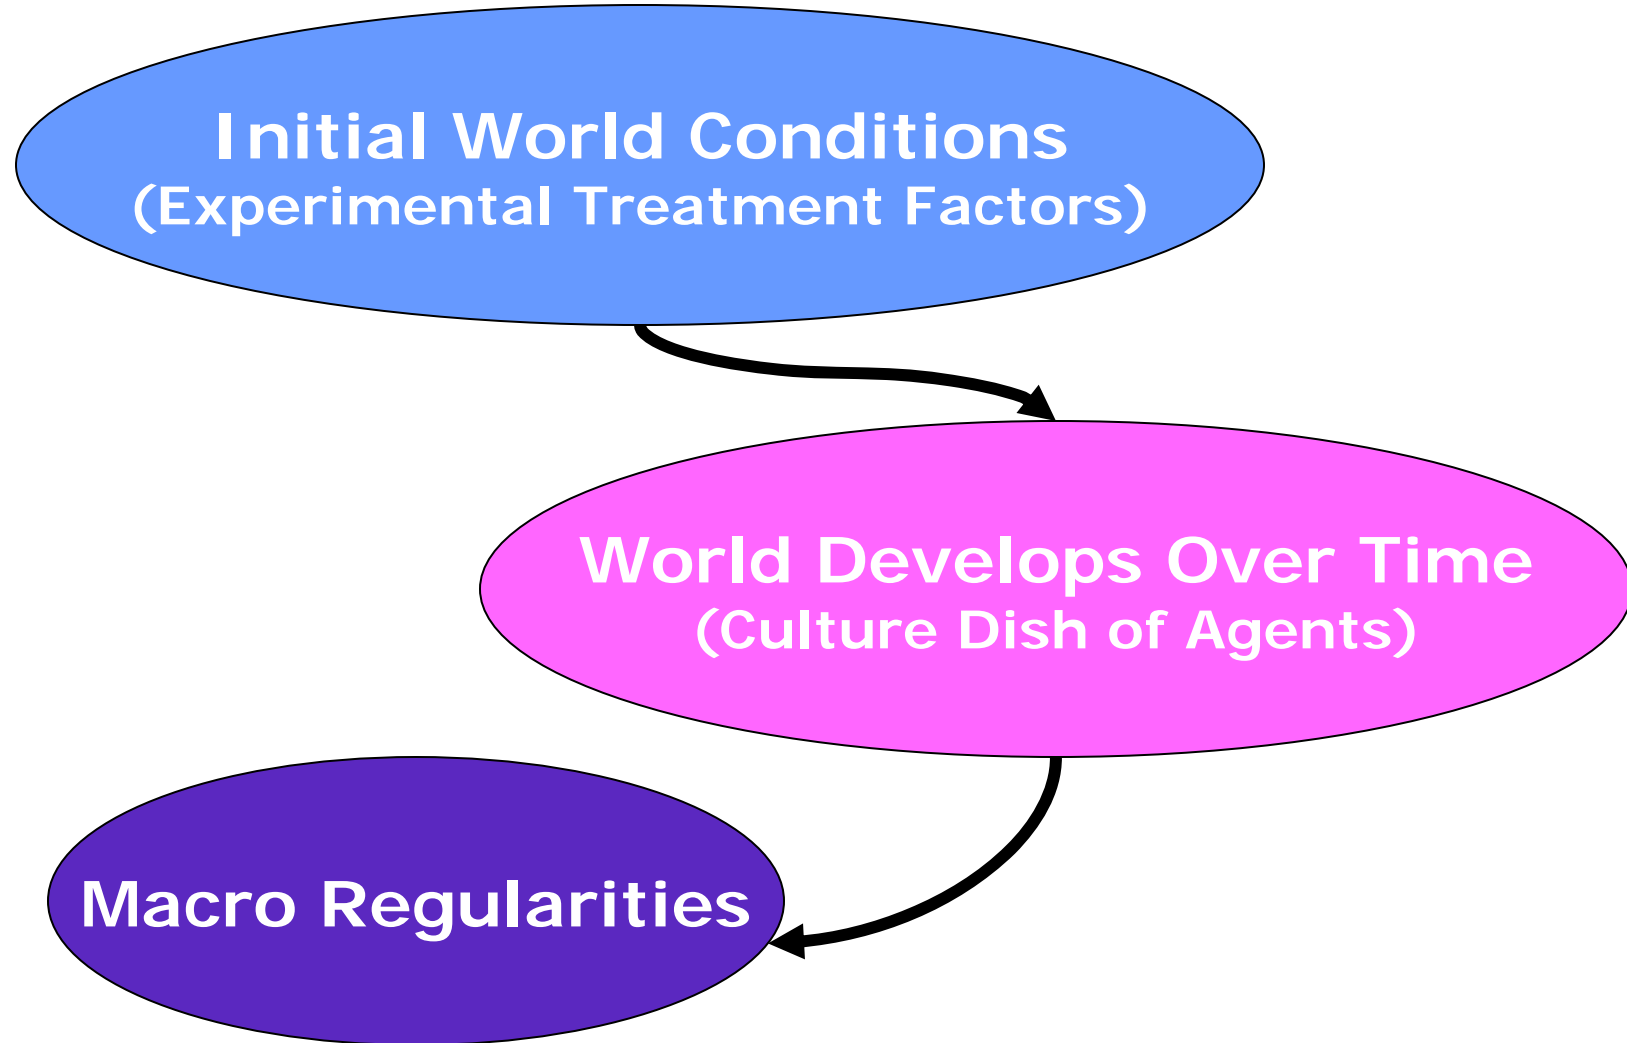 Initial World Conditions
(Experimental Treatment Factors)
World Develops Over Time
(Culture Dish of Agents)
Macro Regularities